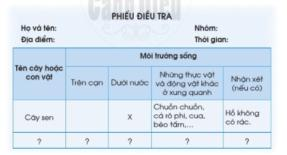 PHIẾU ĐIỀU TRA
Họ và tên: Nhóm:
Địa điểm: Thời gian:
Tên cây hoặc con vật
Môi trường sống
Trên cạn
Dưới nước
Những thực vật
và động vật khác
ở xung quanh
Nhận xét
(nếu có)
Cây sen
X
Chuồn chuồn,
cá rô phi, cua,
bèo tấm,...
Hồ không
có rác.
? ? ? ? ?